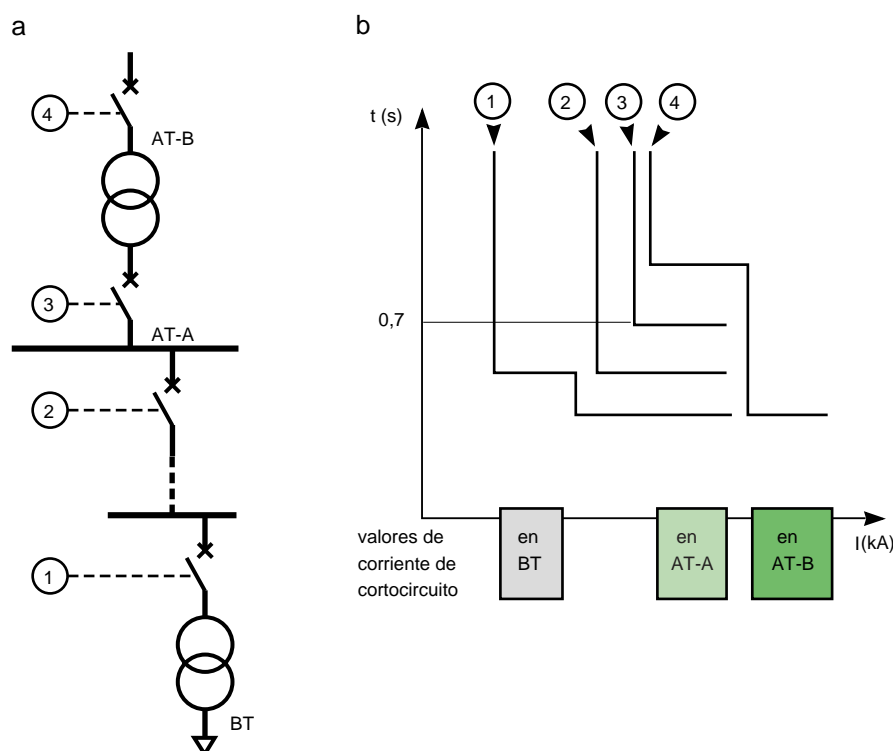 a
4
AT-B
3
AT-A
2
1
BT
b
t (s)
1
2
3
4
0,7
valores de
corriente de
cortocircuito
en
BT
en
AT-A
en
AT-B
I(kA)